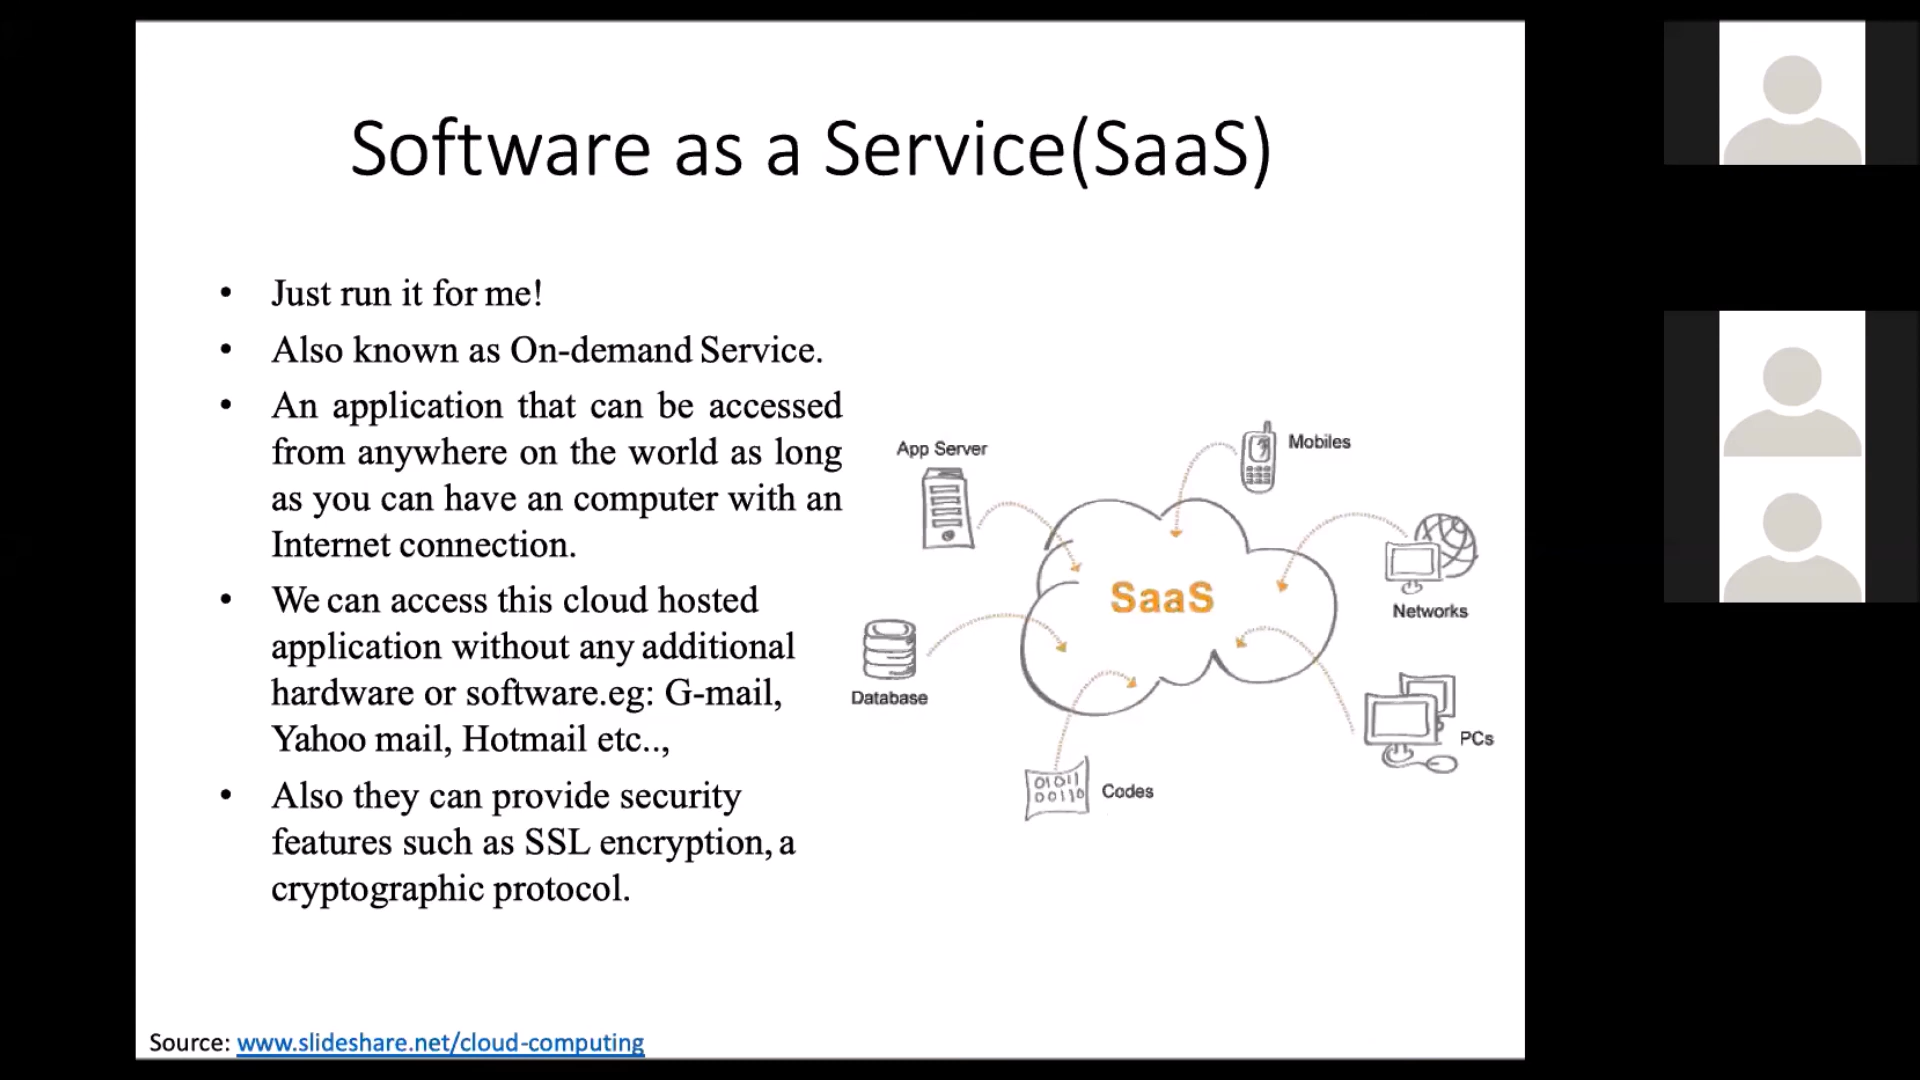 Software as a Service(SaaS)
• Just run it for me!
• Also known as On-demand Service.
• An application that can be accessed
from anywhere on the world as long
as you can have an computer with an
Internet connection.
• We can access this cloud hosted
application without any additional
hardware or software.eg: G-mail,
Yahoo mail, Hotmail etc..,
• Also they can provide security
features such as SSL encryption, a
cryptographic protocol.
App Server
Mobiles
SaaS
Networks
Database
PCs
01011
00110
Codes
Source: www.slideshare.net/cloud-computing